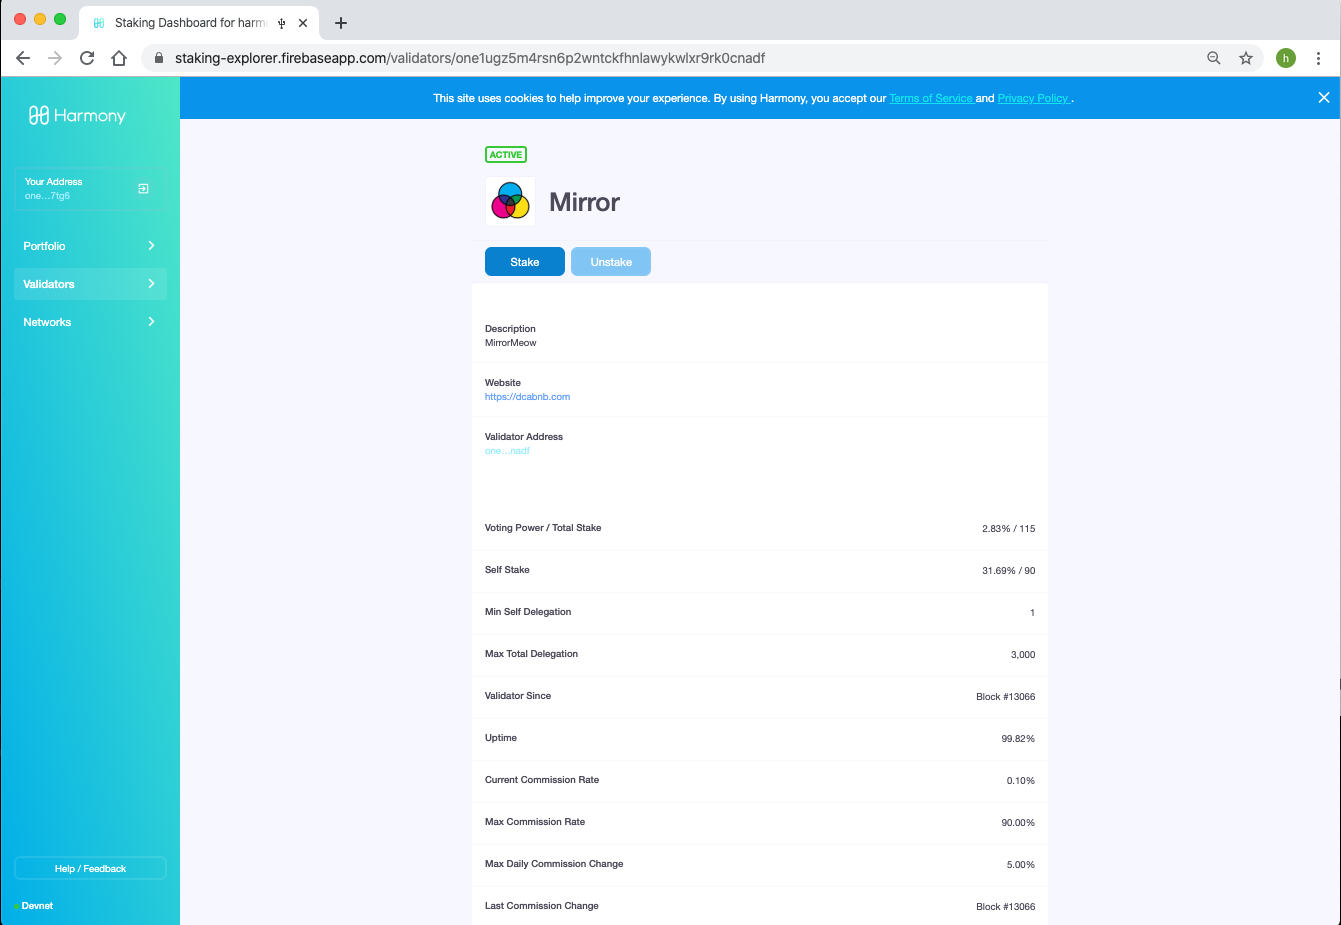 Staking Dashboard for harm
staking-explorer.firebaseapp.com/validators/one1ugz5m4rsn6p2wntckfhnlawykwlxr9rk0cnadf
h
Harmony
Your Address
one...7tg6
Portfolio
Validators
Networks
Help / Feedback
Devnet
This site uses cookies to help improve your experience. By using Harmony, you accept our Terms of Service and Privacy Policy .
ACTIVE
Mirror
Stake Unstake
Description
MirrorMeow
Website
https://dcabnb.com
Validator Address
one...nadf
Voting Power / Total Stake 2.83% / 115
Self Stake 31.69% / 90
Min Self Delegation 1
Max Total Delegation 3,000
Validator Since Block #13066
Uptime 99.82%
Current Commission Rate 0.10%
Max Commission Rate 90.00%
Max Daily Commission Change 5.00%
Last Commission Change Block #13066